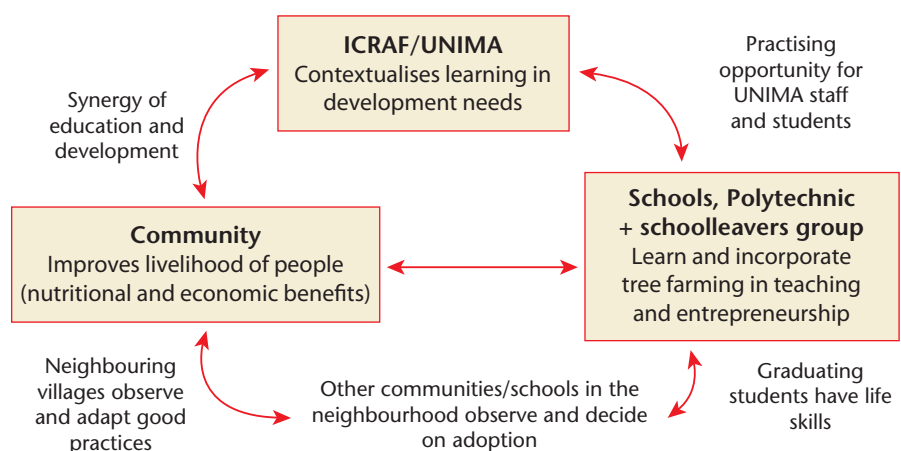 ICRAF/UNIMA
Contextualises learning in
development needs
Practising
opportunity for
UNIMA staff
and students
Synergy of
education and
development
Community
Improves livelihood of people
(nutritional and economic benefits)
Schools, Polytechnic
+ schoolleavers group
Learn and incorporate
tree farming in teaching
and entrepreneurship
Neighbouring
villages observe
and adapt good
practices
Other communities/schools in the
neighbourhood observe and decide
on adoption
Graduating
students have life
skills